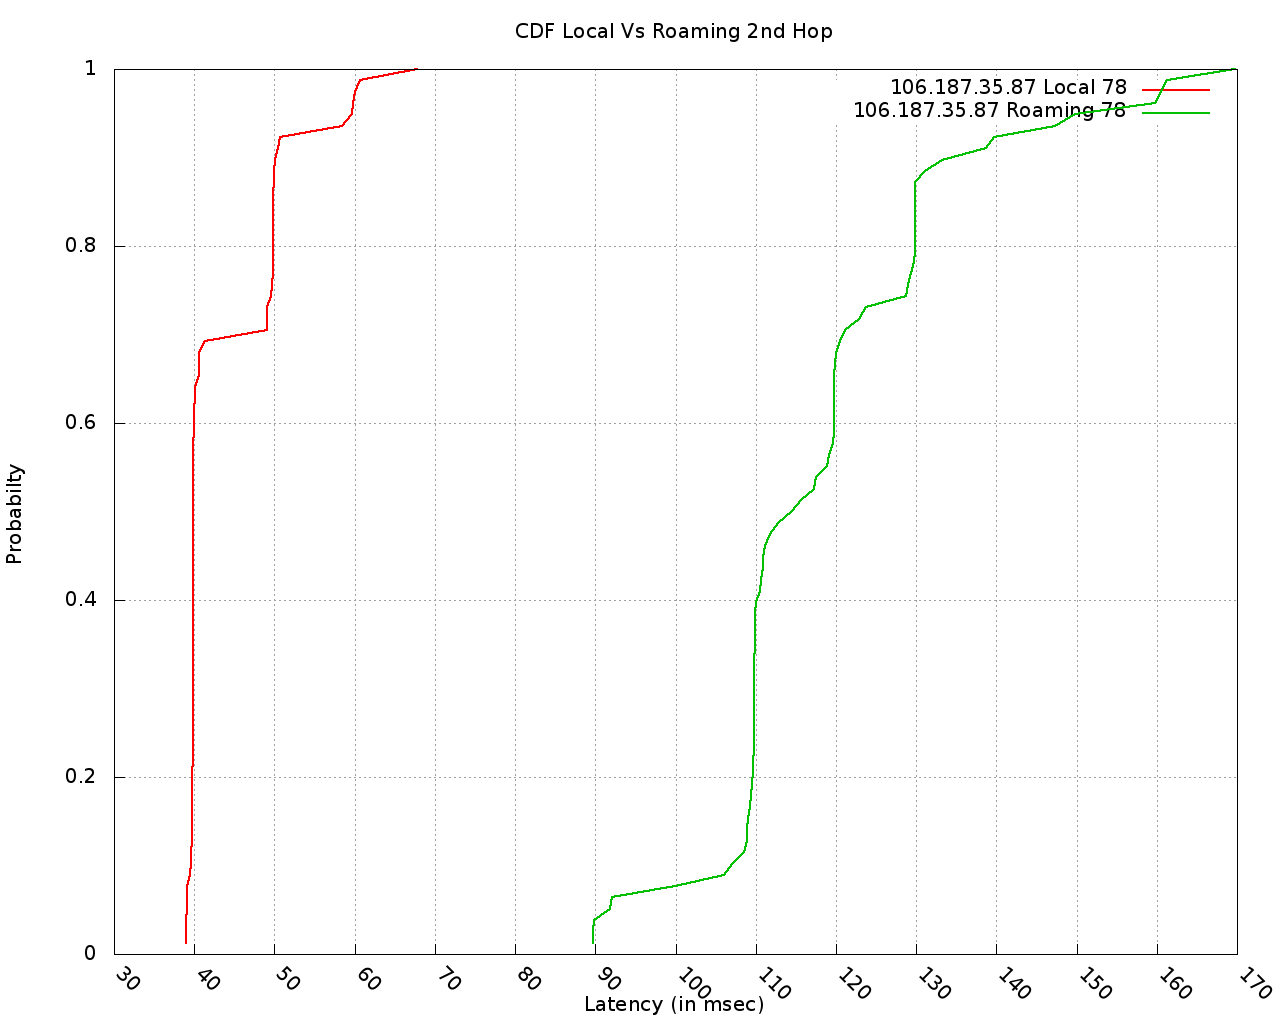 CDF Local Vs Roaming 2nd Hop
106.187.35.87 Local 78
106.187.35.87 Roaming 78
1
0.8
0.6
0.4
0.2
0
Probabilty
30 40 50 60 70 80 90 100 110 120 130 140 150 160 170
Latency (in msec)